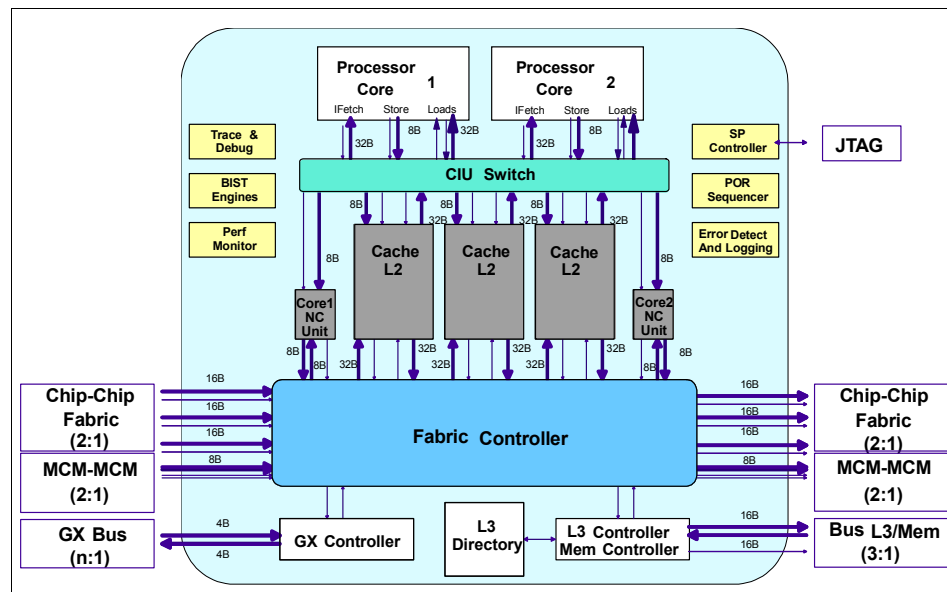 Processor
Core 1
IFetch Store Loads
Processor
Core 2
IFetch Store Loads
32B 8B 32B
32B 8B 32B
Trace &
Debug
SP
Controller
JTAG
CIU Switch
BIST
Engines
POR
Sequencer
8B 8B 32B 8B 32B 8B 32B 8B
Perf
Monitor
Error Detect
And Logging
Cache
L2
Cache
L2
Cache
L2
8B
8B
Core1
NC
Unit
Core2
NC
Unit
8B 8B 32B 32B 32B 32B 32B 32B 8B 8B
Chip-Chip
Fabric
(2:1)
16B
16B
16B
MCM-MCM
(2:1)
8B
Fabric Controller
16B
16B
16B
Chip-Chip
Fabric
(2:1)
8B
MCM-MCM
(2:1)
GX Bus
(n:1)
4B
4B
GX Controller
L3
Directory
L3 Controller
Mem Controller
16B
16B
Bus L3/Mem
(3:1)